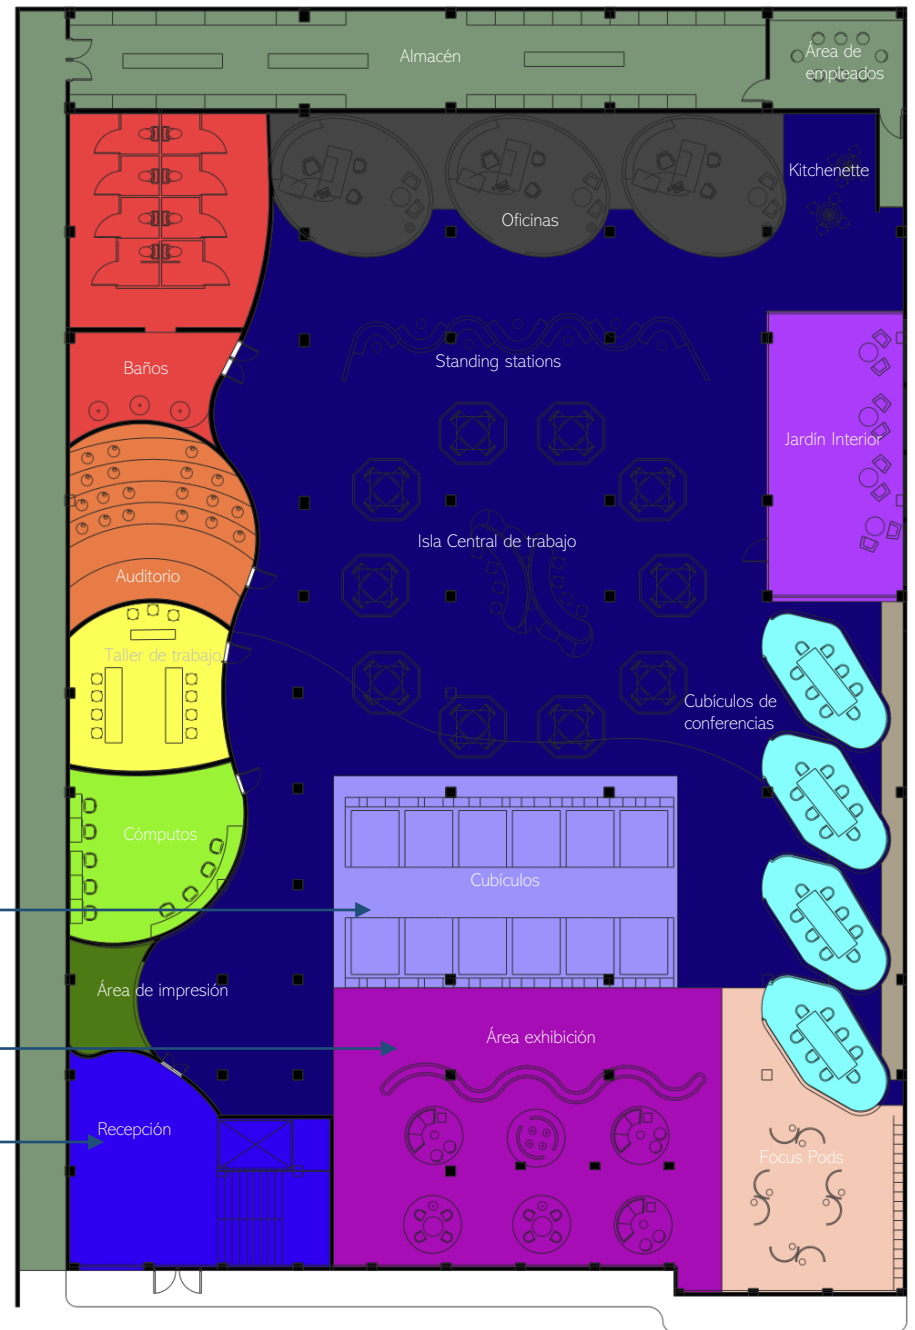 Almacén
Área de
empleados
Kitchenette
Oficinas
Standing stations
Baños
Jardín Interior
Isla Central de trabajo
Auditorio
Taller de trabajo
Cubículos de
conferencias
Cómputos
Cubículos
Área de impresión
Área exhibición
Recepción
Focus Pods